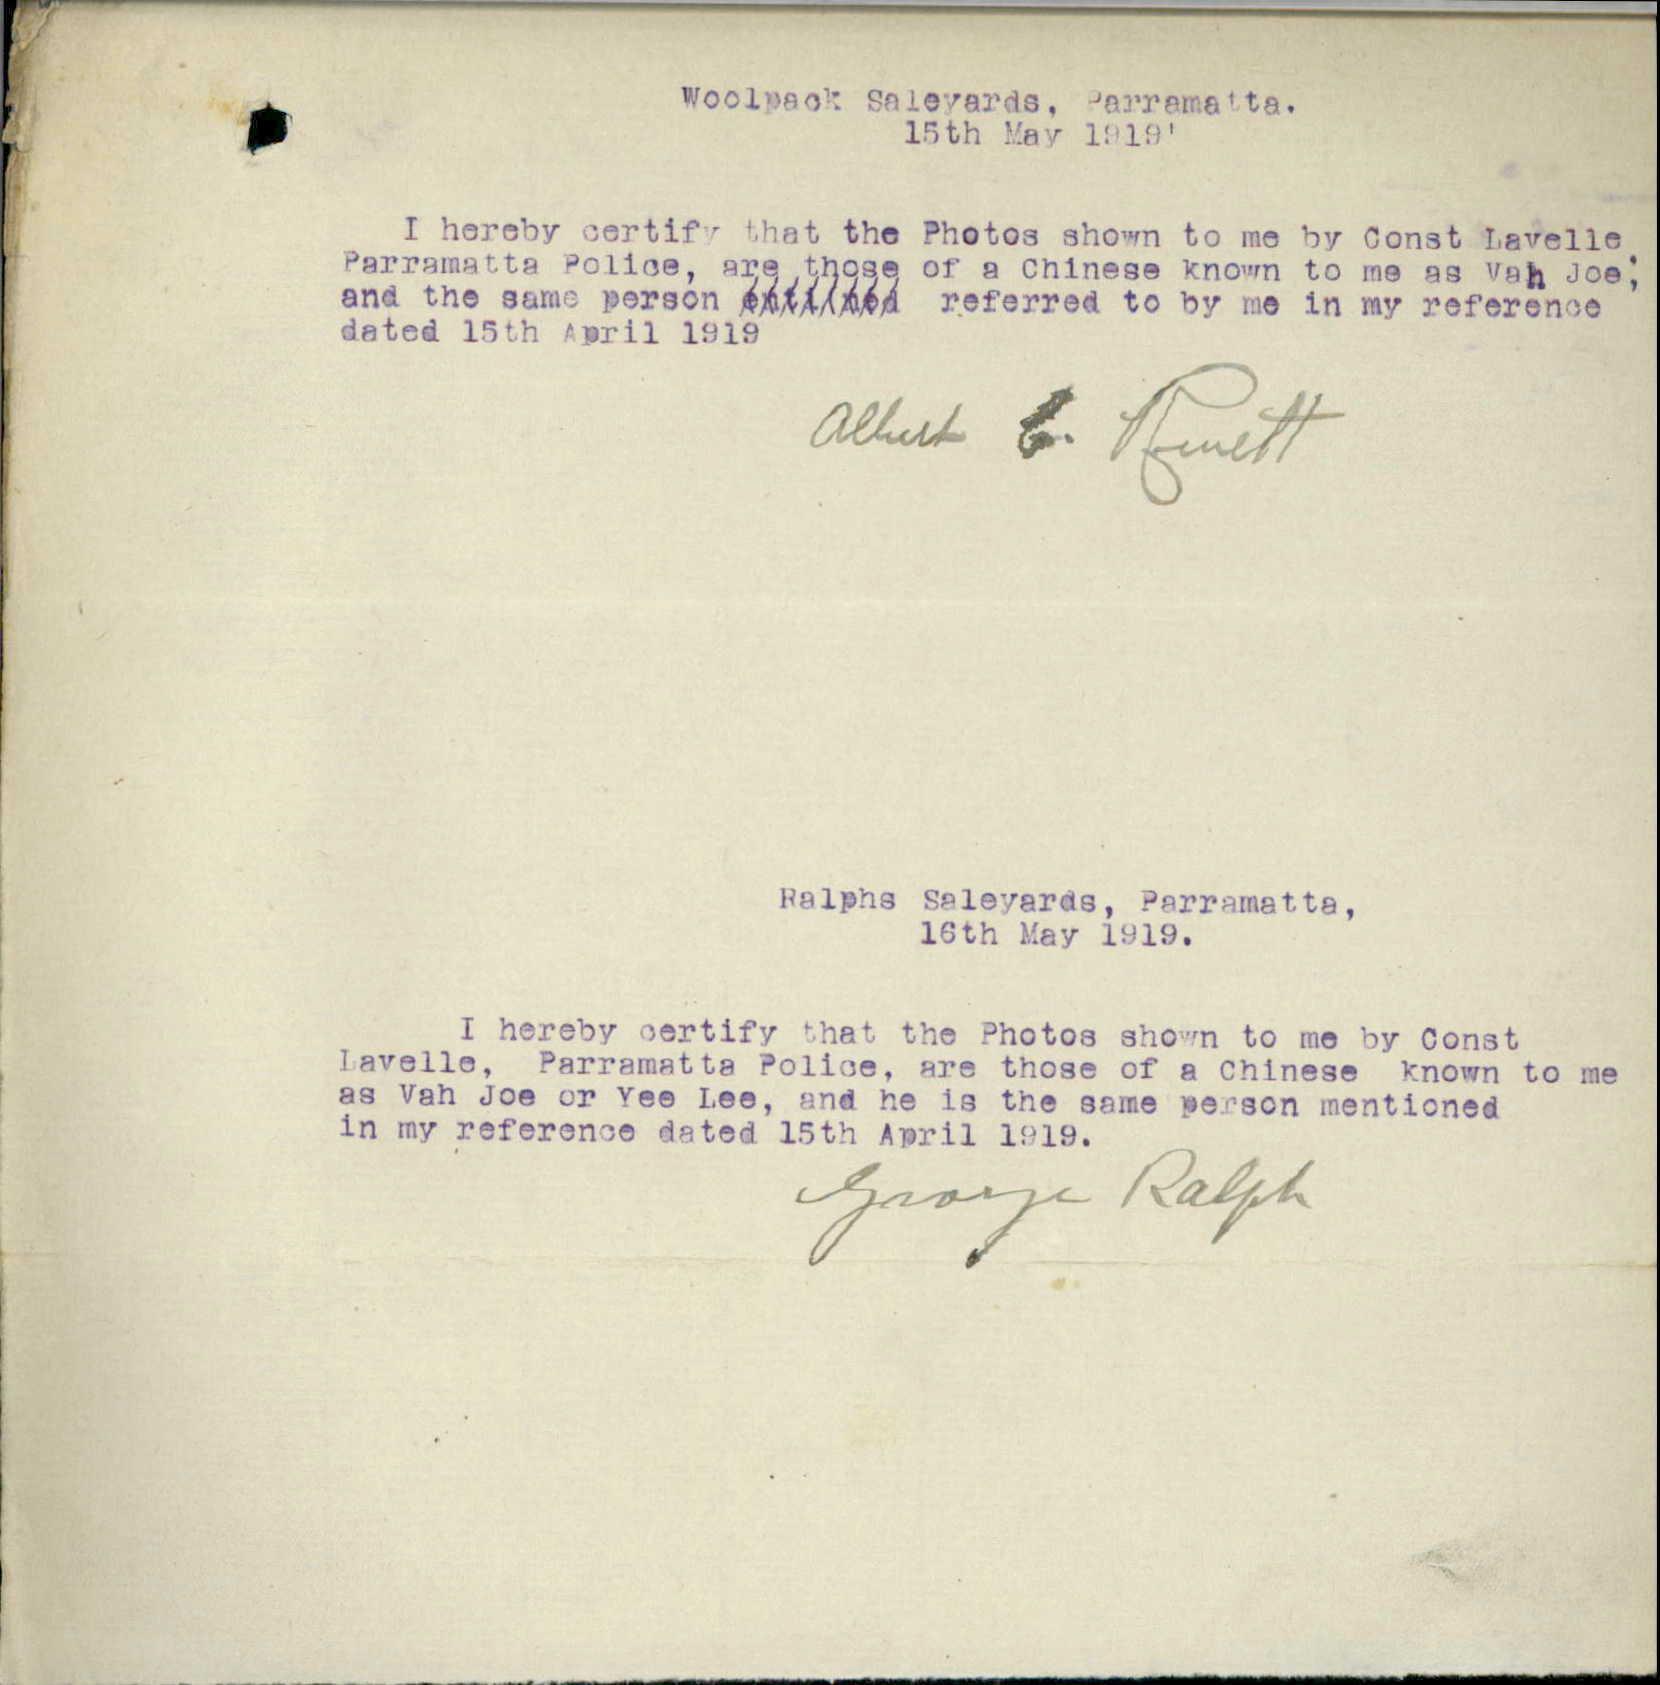 Woolpack Saleyards, Parramatta.
15th May 1919'
I hereby certify that the Photos shown to me by Const Lavelle
Parramatta Police, are those of a Chinese known to me as Vah Joe;
and the same person referred to by me in my reference
dated 15th April 1919
Albert
Ralphs Saleyards, Parramatta,
16th May 1919.
I hereby certify that the Photos shown to me by Const
Lavelle, Parramatta Police, are those of a Chinese known to me
as Vah Joe or Yee Lee, and he is the same person mentioned
in my reference dated 15th April 1919.
George Ralph